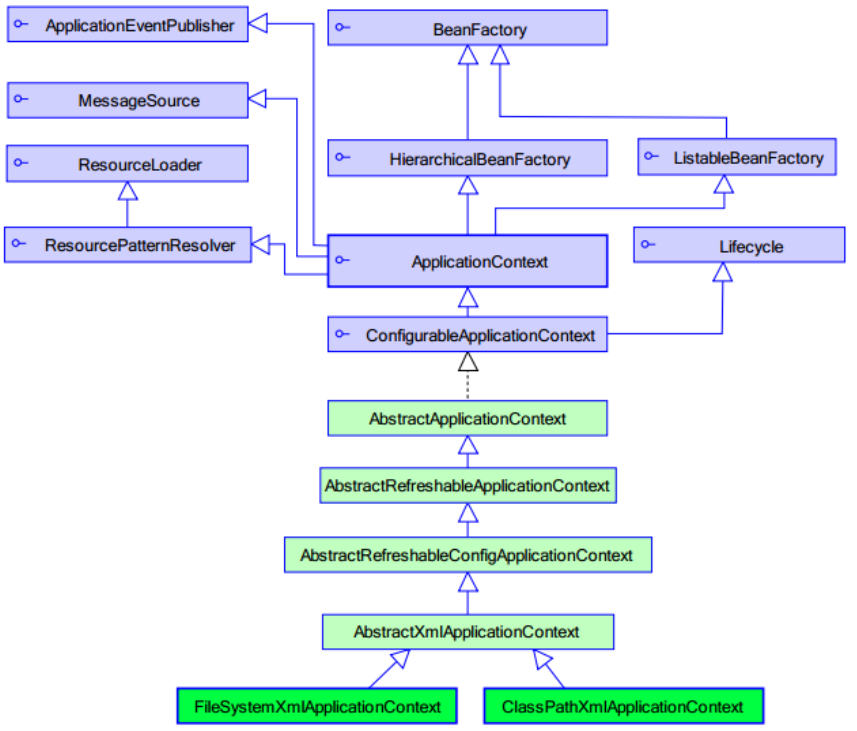 ApplicationEventPublisher
BeanFactory
MessageSource
HierarchicalBeanFactory
ListableBeanFactory
ResourceLoader
ResourcePatternResolver
ApplicationContext
Lifecycle
ConfigurableApplicationContext
AbstractApplicationContext
AbstractRefreshableApplicationContext
AbstractRefreshableConfigApplicationContext
AbstractXmlApplicationContext
FileSystemXmlApplicationContext
ClassPathXmlApplicationContext